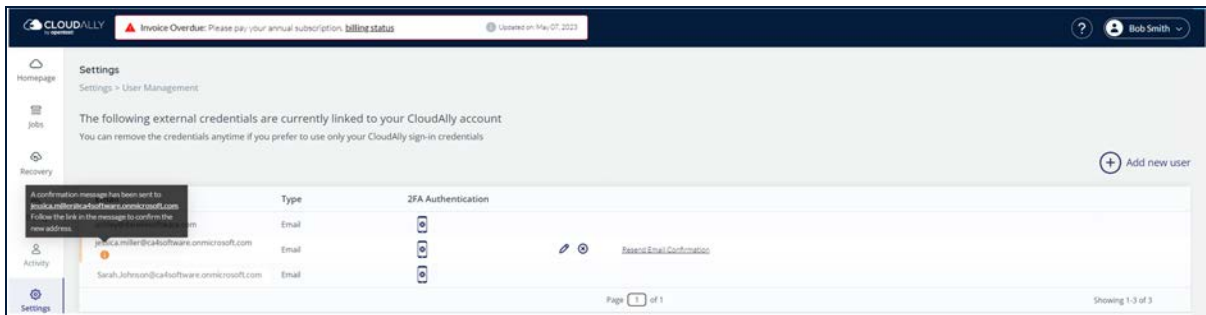 CLOUDALLY
by opentext
Invoice Overdue: Please pay your annual subscription. billing status
Updated on: May 07, 2023
?
Bob Smith
Homepage
Jobs
Recovery
Activity
Settings
Settings
Settings > User Management
The following external credentials are currently linked to your CloudAlly account
You can remove the credentials anytime if you prefer to use only your CloudAlly sign-in credentials
Add new user
A confirmation message has been sent to
jessica.miller@ca4software.onmicrosoft.com
Follow the link in the message to confirm the
new address.
Type 2FA Authentication
Email
jessica.miller@ca4software.onmicrosoft.com Email Resend Email Confirmation
Sarah.Johnson@ca4software.onmicrosoft.com Email
Page 1 of 1
Showing 1-3 of 3